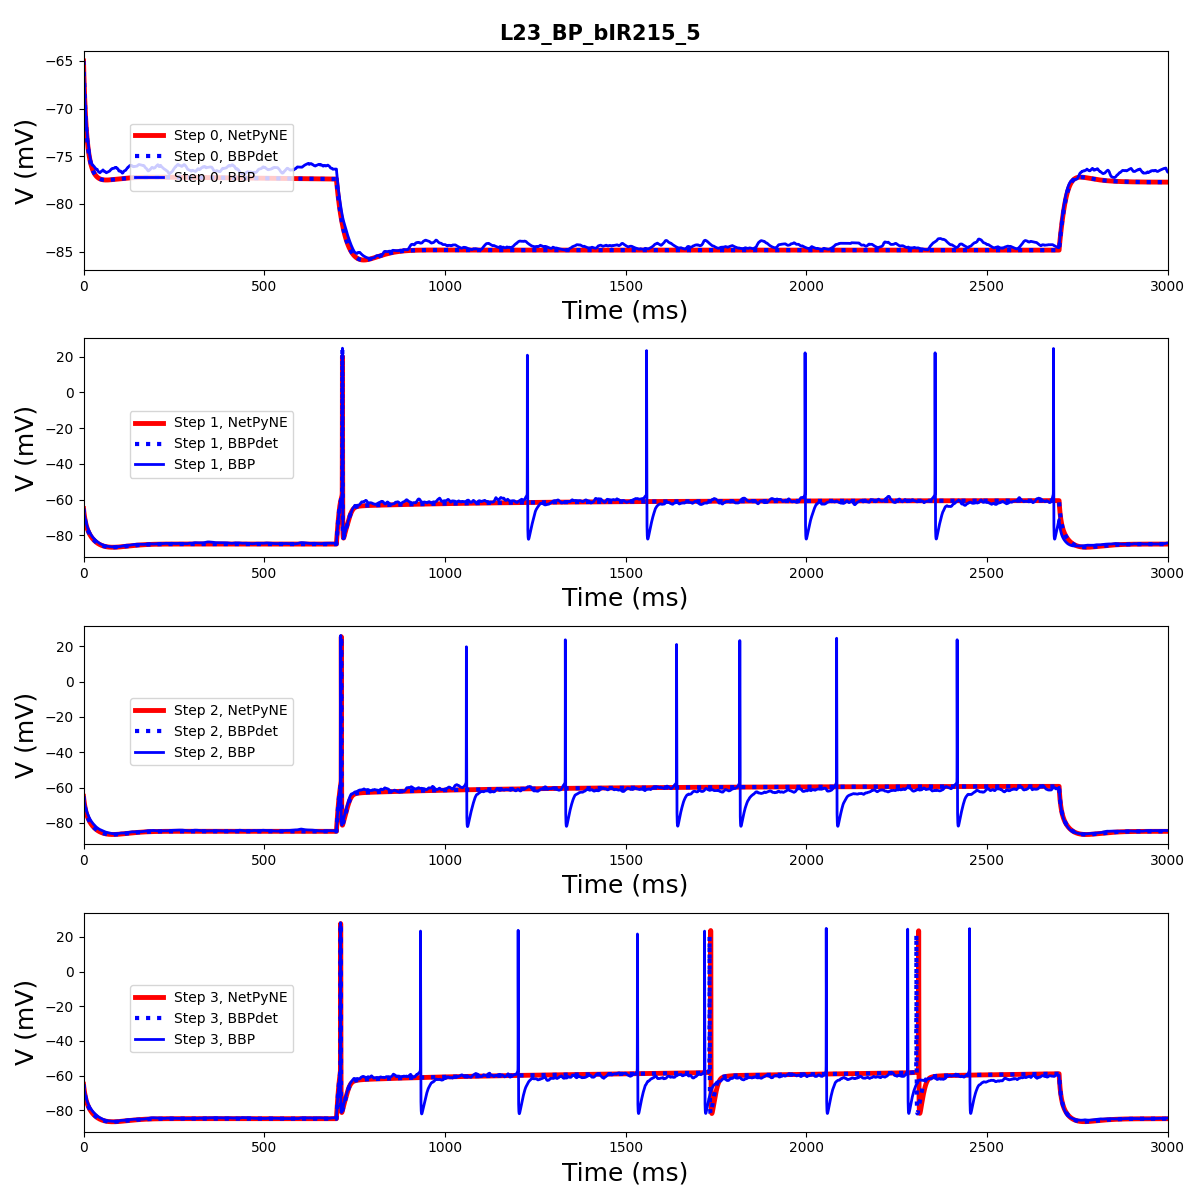 L23_BP_bIR215_5
V (mV)
−65
−70
−75
−80
−85
Step 0, NetPyNE
Step 0, BBPdet
Step 0, BBP
0 500 1000 1500 2000 2500 3000
Time (ms)
V (mV)
20
0
−20
−40
−60
−80
Step 1, NetPyNE
Step 1, BBPdet
Step 1, BBP
0 500 1000 1500 2000 2500 3000
Time (ms)
V (mV)
20
0
−20
−40
−60
−80
Step 2, NetPyNE
Step 2, BBPdet
Step 2, BBP
0 500 1000 1500 2000 2500 3000
Time (ms)
V (mV)
20
0
−20
−40
−60
−80
Step 3, NetPyNE
Step 3, BBPdet
Step 3, BBP
0 500 1000 1500 2000 2500 3000
Time (ms)